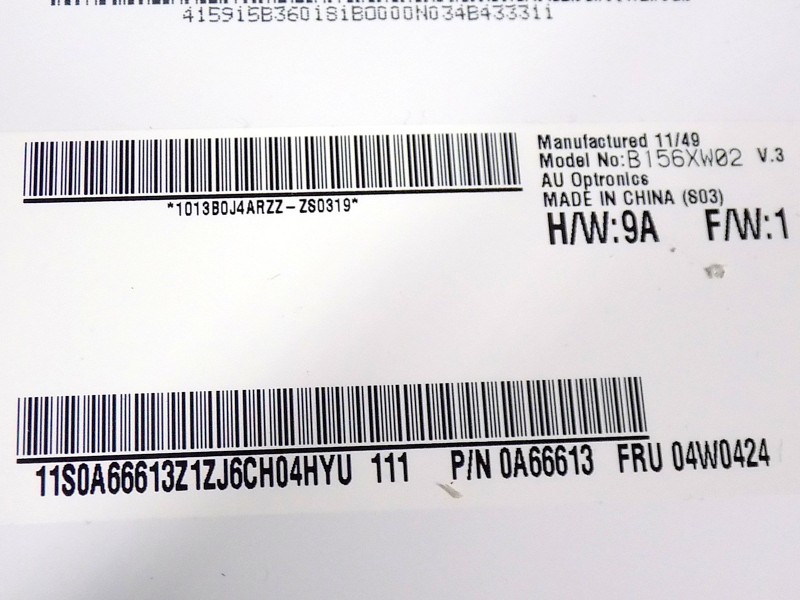 415915B360181B0000N034B43331i
Manufactured 11/49
Model No:B156XW02 V.3
AU Optronics
MADE IN CHINA (S03)
H/W:9A F/W:1
*1013B0J4ARZZ-ZS0319*
11S0A66613Z1ZJ6CH04HYU 111 P/N 0A66613 FRU 04W0424